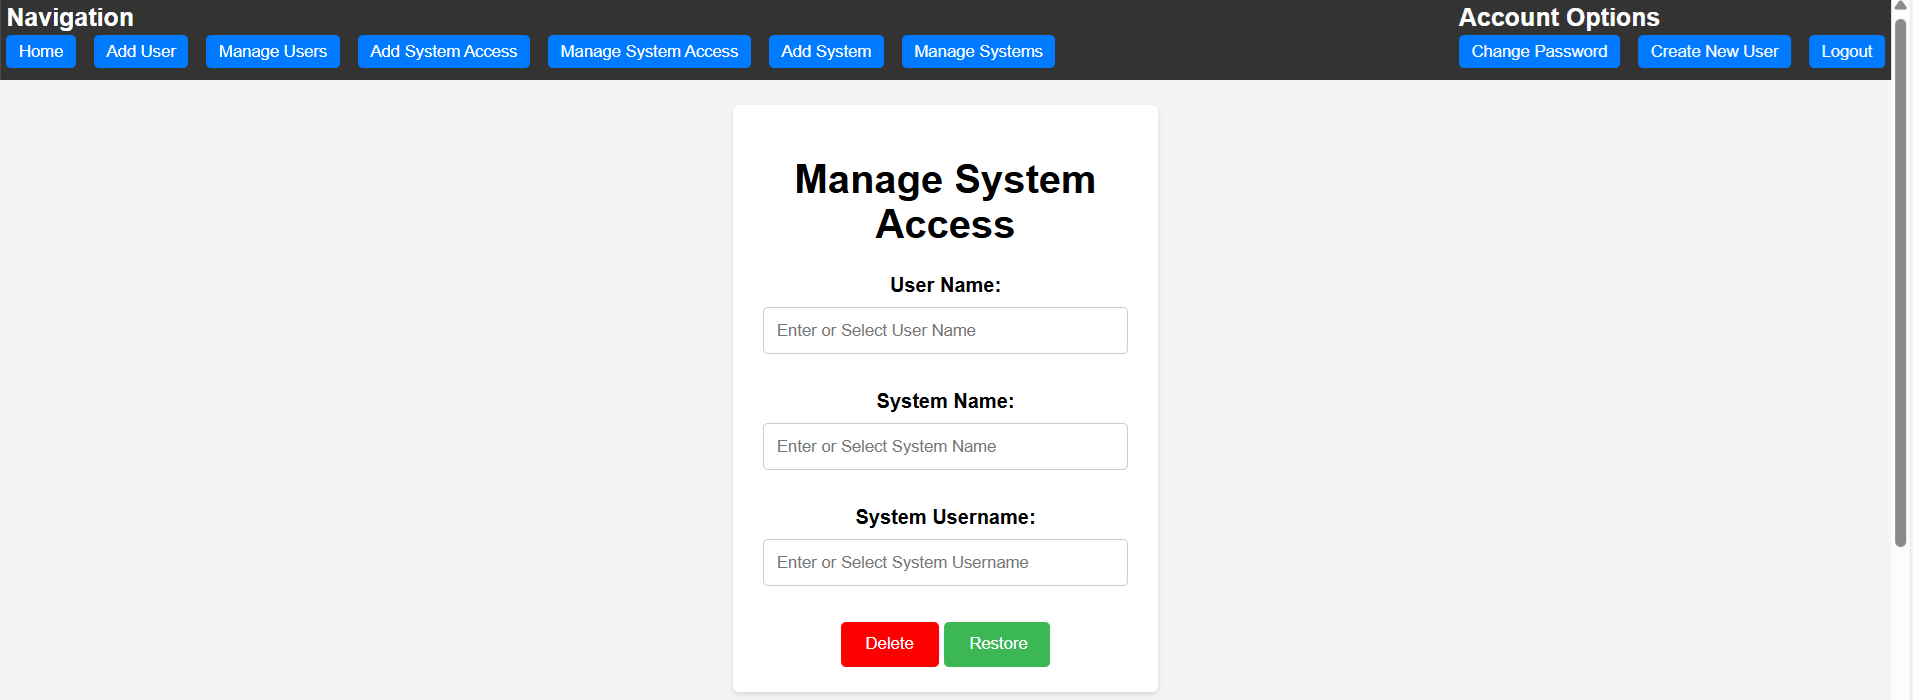 Navigation
Home Add User Manage Users Add System Access Manage System Access Add System Manage Systems
Account Options
Change Password Create New User Logout
Manage System
Access
User Name:
Enter or Select User Name
System Name:
Enter or Select System Name
System Username:
Enter or Select System Username
Delete Restore